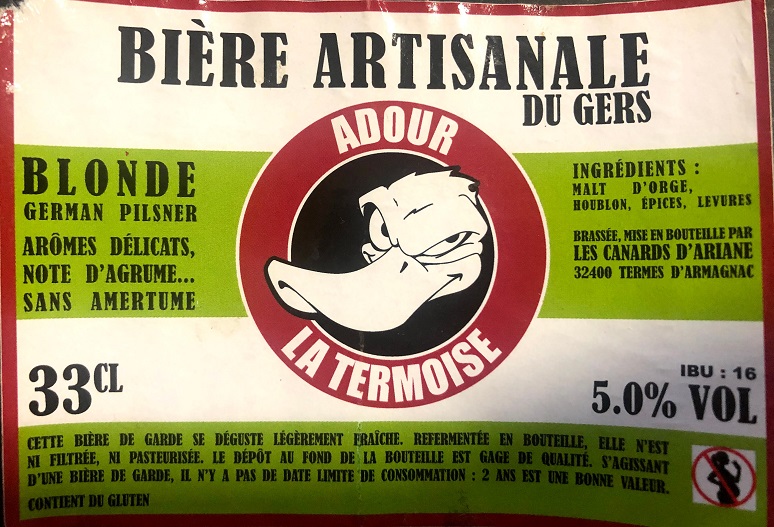 BIÈRE ARTISANALE
DU GERS
ADOUR
LA TERMOISE
BLONDE
GERMAN PILSNER
ARÔMES DÉLICATS,
NOTE D'AGRUME...
SANS AMERTUME
INGRÉDIENTS :
MALT D'ORGE,
HOUBLON, ÉPICES, LEVURES
BRASSÉE, MISE EN BOUTEILLE PAR
LES CANARDS D'ARIANE
32400 TERMES D'ARMAGNAC
33CL
IBU : 16
5.0% VOL
CETTE BIÈRE DE GARDE SE DÉGUSTE LÉGÈREMENT FRAÎCHE. REFERMENTÉE EN BOUTEILLE, ELLE N'EST
NI FILTRÉE, NI PASTEURISÉE. LE DÉPÔT AU FOND DE LA BOUTEILLE EST GAGE DE QUALITÉ. S'AGISSANT
D'UNE BIÈRE DE GARDE, IL N'Y A PAS DE DATE LIMITE DE CONSOMMATION : 2 ANS EST UNE BONNE VALEUR.
CONTIENT DU GLUTEN